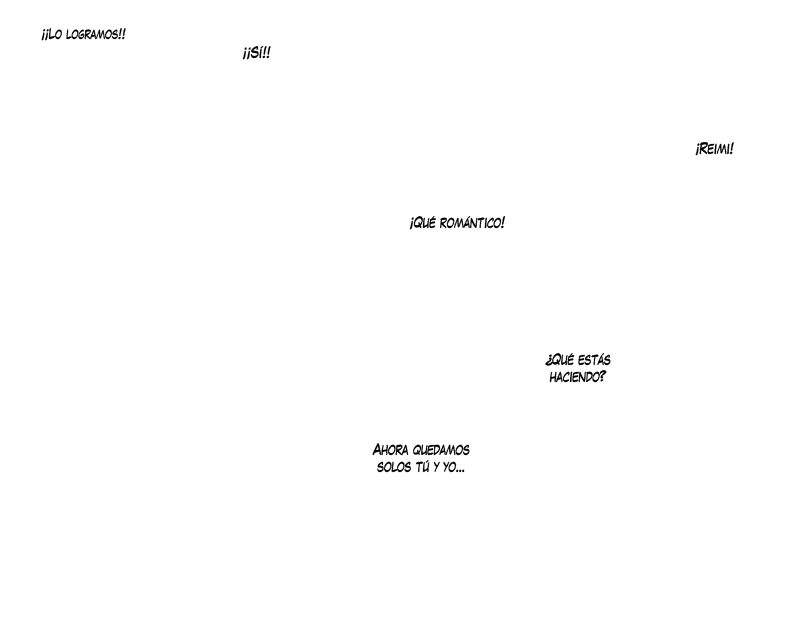 ¡¡Lo logramos!!
¡¡Sí!!
¡Reimi!
¡Qué romántico!
¿Qué estás
haciendo?
Ahora quedamos
solos tú y yo...